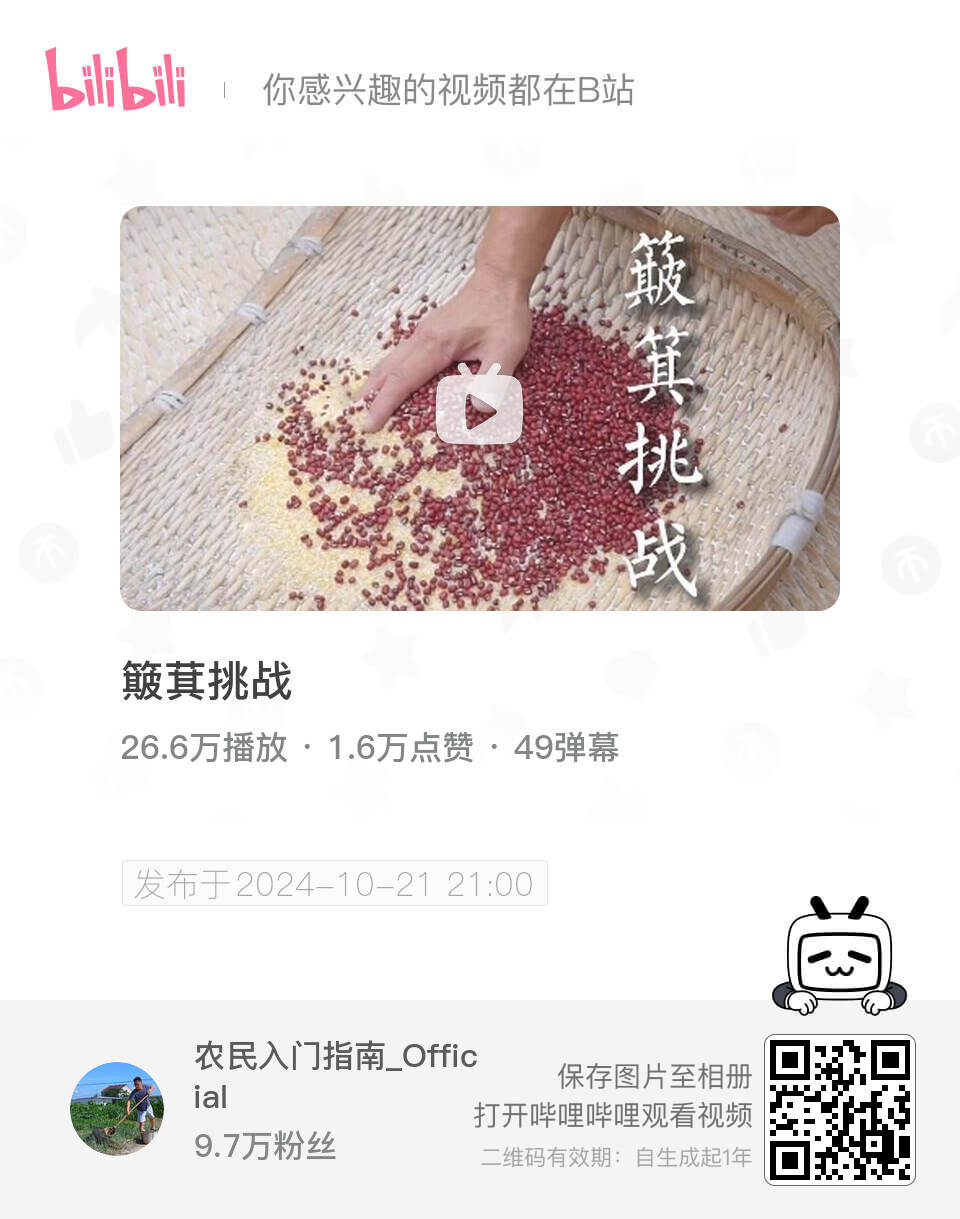 bilibili
你感兴趣的视频都在B站
簸
箕
挑
战
簸萁挑战
26.6万播放 · 1.6万点赞 · 49弹幕
发布于2024-10-21 21:00
农民入门指南_Offic
ial
9.7万粉丝
保存图片至相册
打开哔哩哔哩观看视频
二维码有效期：自生成起1年